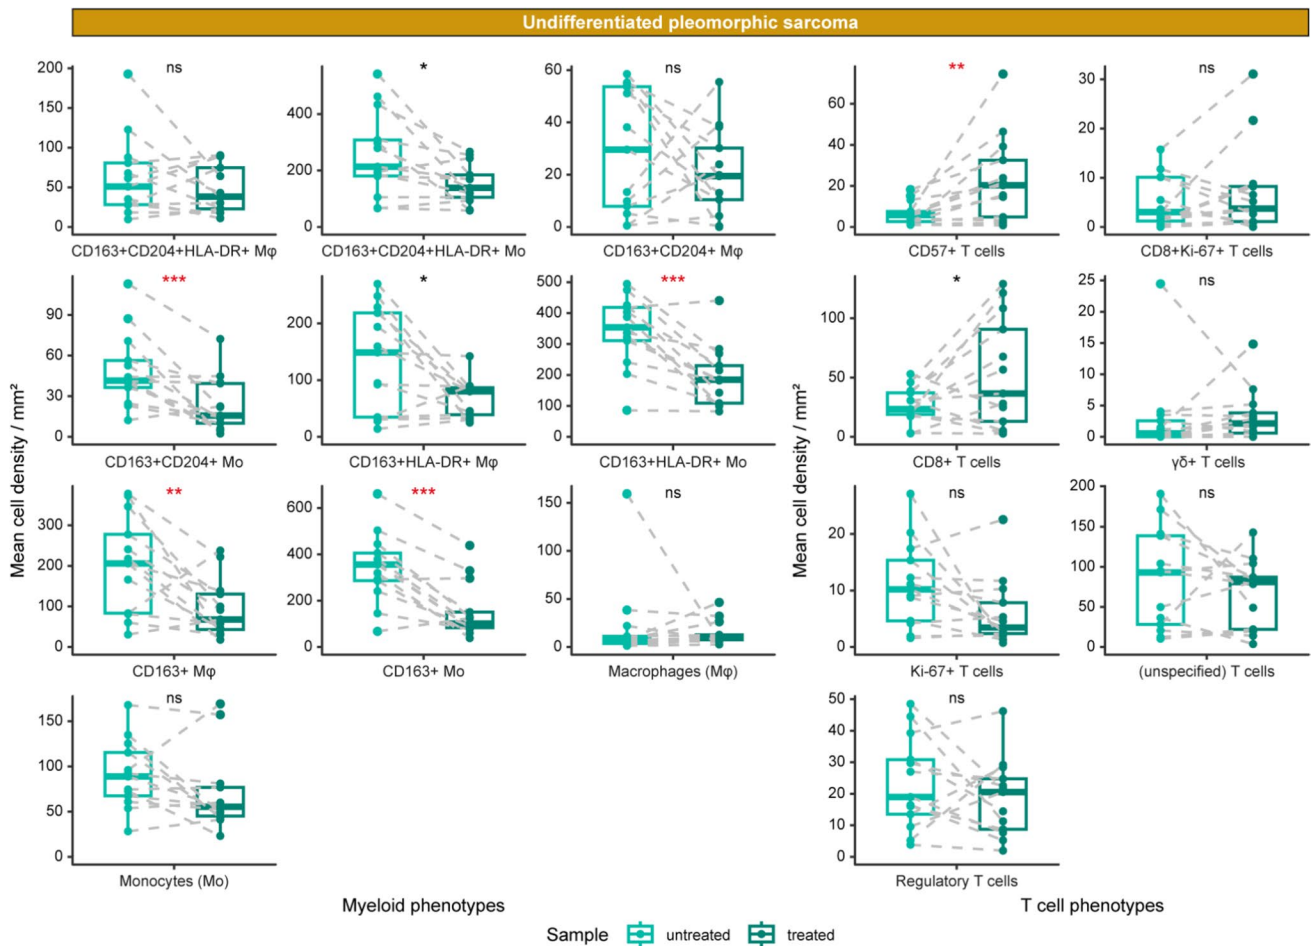 Undifferentiated pleomorphic sarcoma
Mean cell density / mm²
200
150
100
50
0
ns
CD163+CD204+HLA-DR+ Mφ
400
200
0
*
CD163+CD204+HLA-DR+ Mo
60
40
20
0
ns
CD163+CD204+ Mφ
90
60
30
0
***
CD163+CD204+ Mo
200
100
0
*
CD163+HLA-DR+ Mφ
500
400
300
200
100
0
***
CD163+HLA-DR+ Mo
300
200
100
0
**
CD163+ Mφ
600
400
200
0
***
CD163+ Mo
150
100
50
0
ns
Macrophages (Mφ)
150
100
50
0
ns
Monocytes (Mo)
Myeloid phenotypes
Mean cell density / mm²
60
40
20
0
**
CD57+ T cells
30
20
10
0
ns
CD8+Ki-67+ T cells
100
50
0
*
CD8+ T cells
25
20
15
10
5
0
ns
γδ+ T cells
20
10
0
ns
Ki-67+ T cells
200
150
100
50
0
ns
(unspecified) T cells
50
40
30
20
10
0
ns
Regulatory T cells
T cell phenotypes
Sample untreated treated